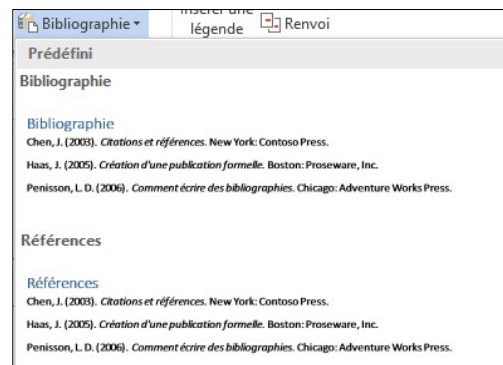 Bibliographie
insérer une
légende
Renvoi
Prédéfini
Bibliographie
Bibliographie
Chen, J. (2003). Citations et références. New York: Contoso Press.
Haas, J. (2005). Création d'une publication formelle. Boston: Proseware, Inc.
Penisson, L. D. (2006). Comment écrire des bibliographies. Chicago: Adventure Works Press.
Références
Références
Chen, J. (2003). Citations et références. New York: Contoso Press.
Haas, J. (2005). Création d'une publication formelle. Boston: Proseware, Inc.
Penisson, L. D. (2006). Comment écrire des bibliographies. Chicago: Adventure Works Press.